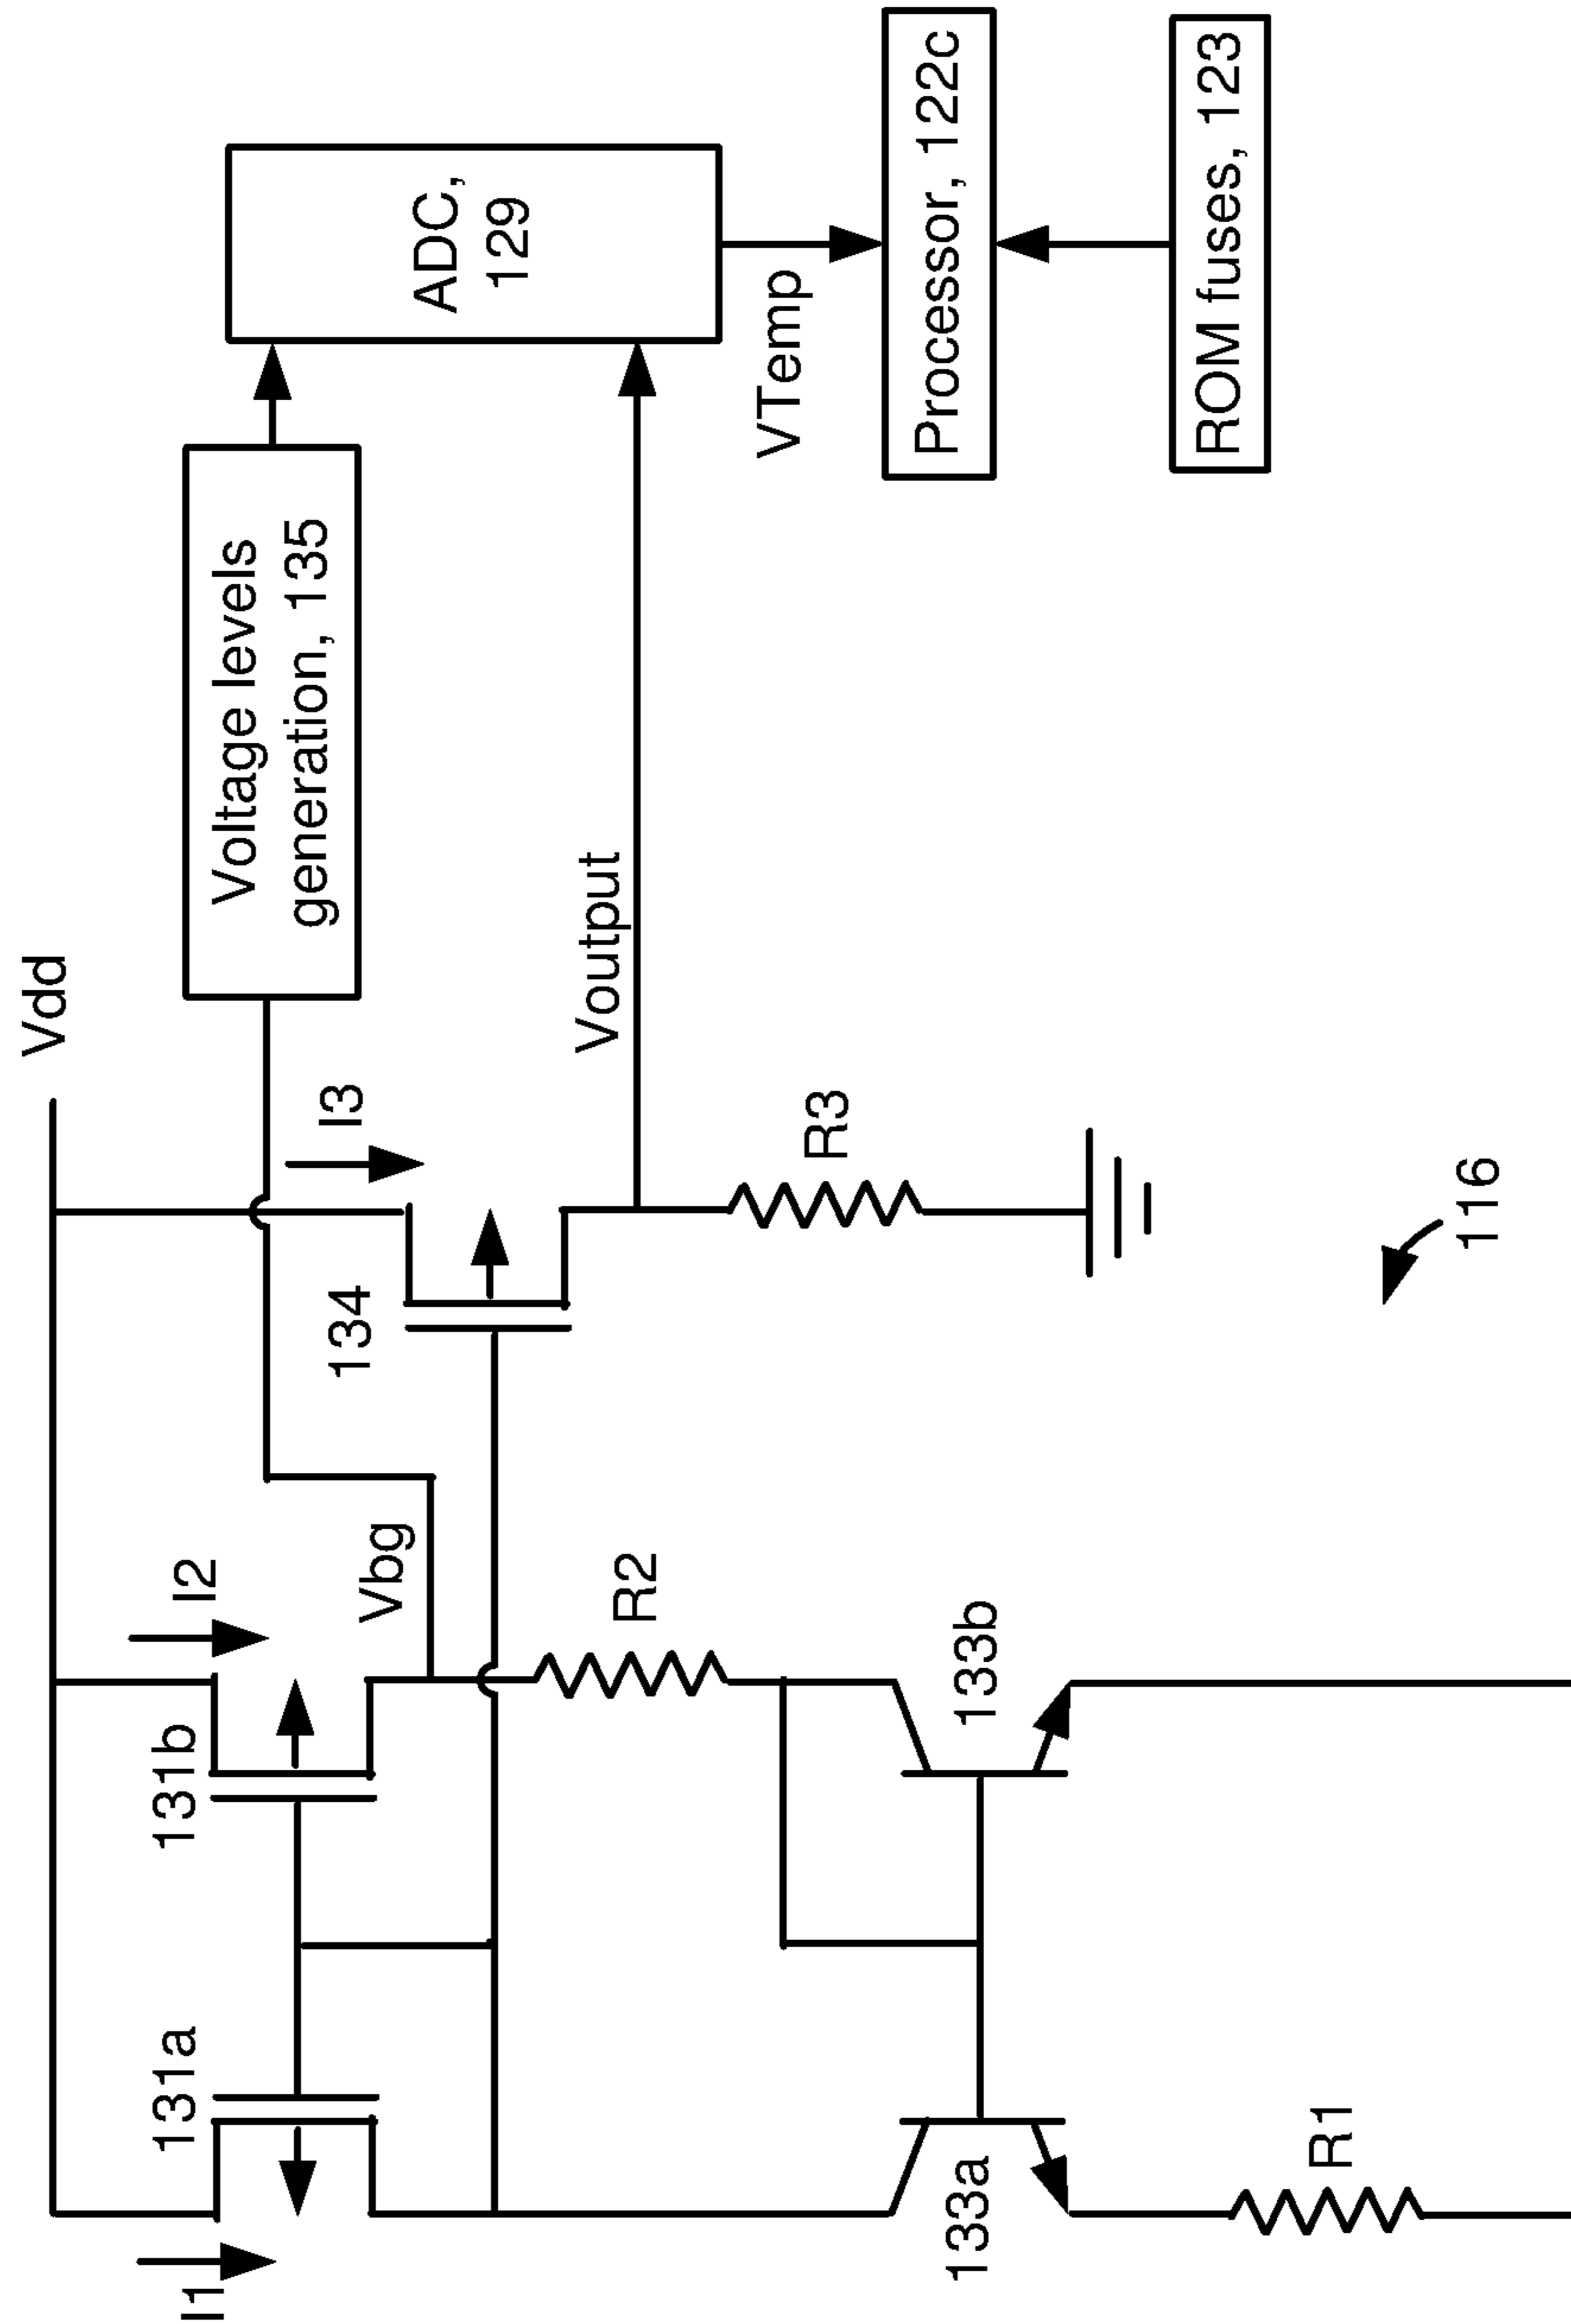 Vdd
I1
131a
131b
I2
I3
Voltage levels
generation, 135
ADC,
129
Vbg
134
Voutput
R2
VTemp
R3
Processor, 122c
133a
133b
ROM fuses, 123
R1
116